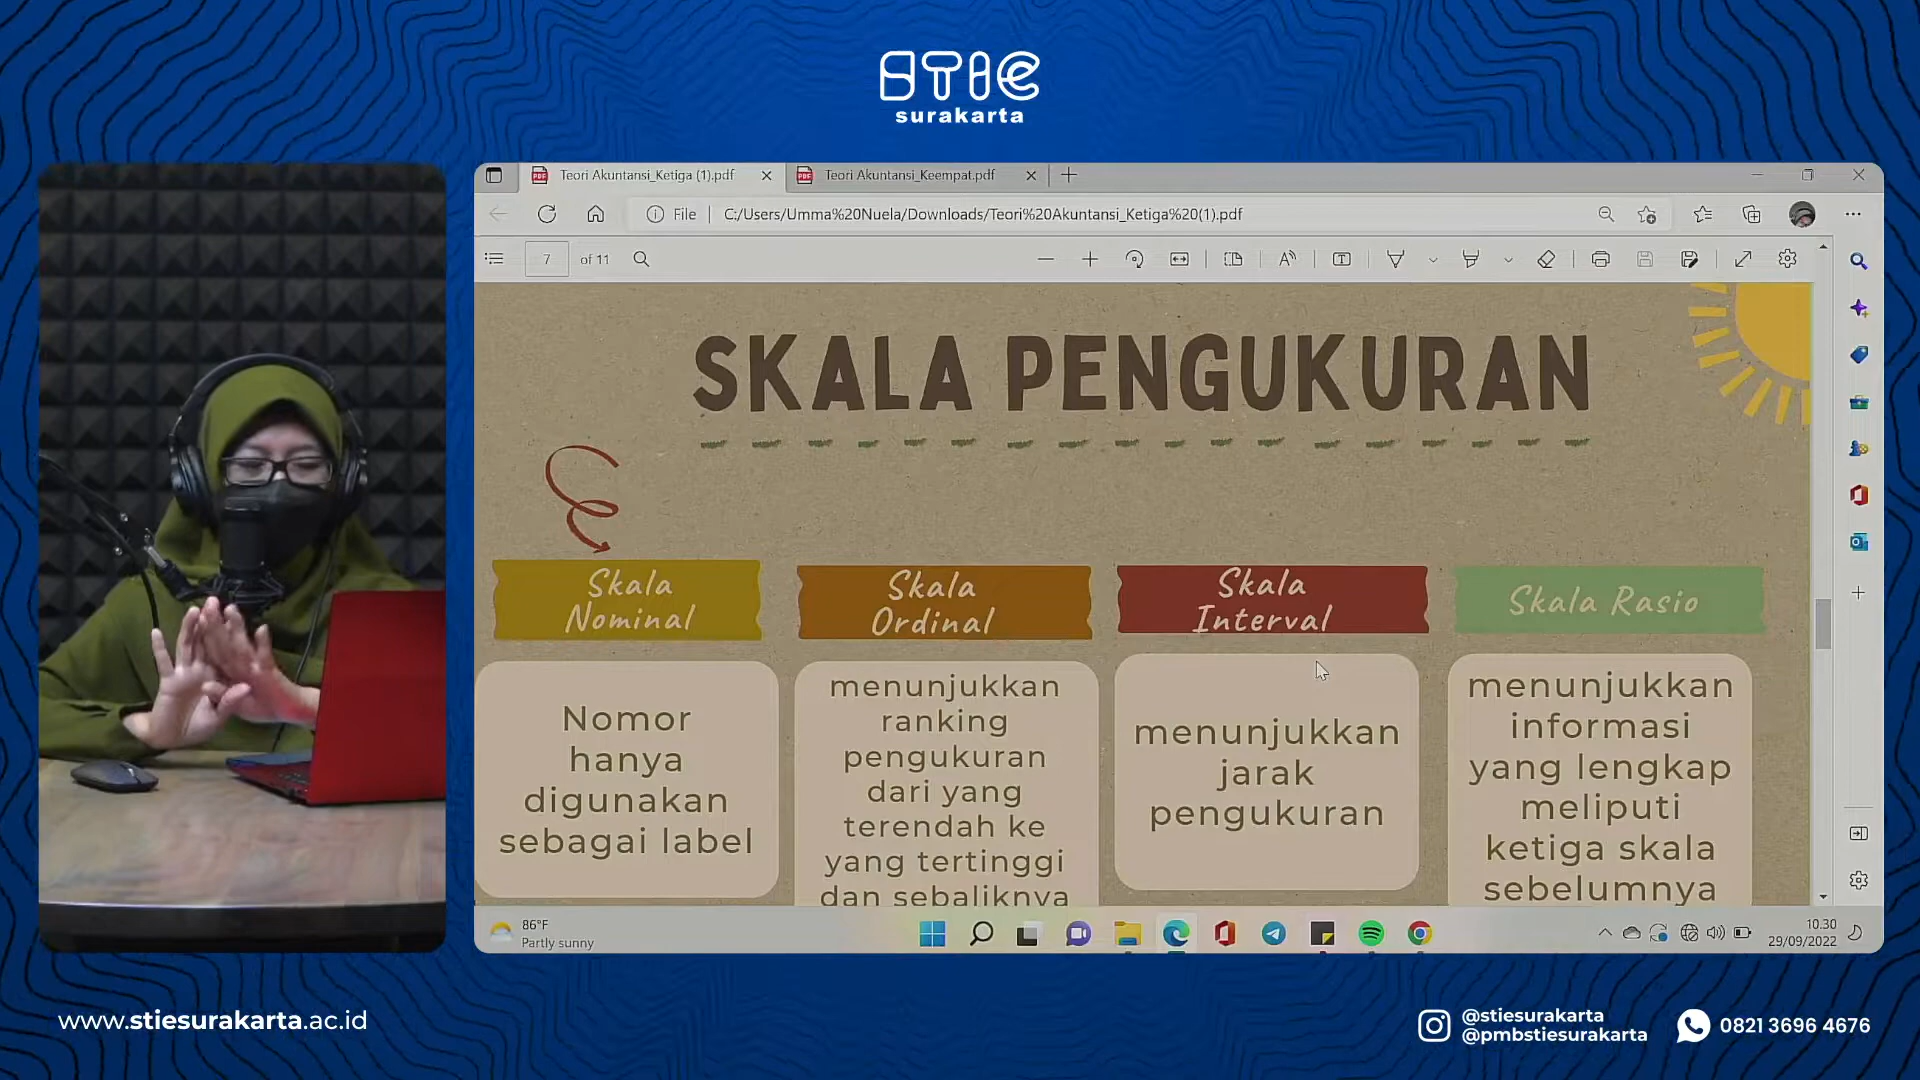 STIE
surakarta
Teori Akuntansi_Ketiga (1).pdf
Teori Akuntansi_Keempat.pdf
File
C:/Users/Umma%20Nuela/Downloads/Teori%20Akuntansi_Ketiga%20(1).pdf
7 of 11
SKALA PENGUKURAN
Skala
Nominal
Nomor
hanya
digunakan
sebagai label
Skala
Ordinal
menunjukkan
ranking
pengukuran
dari yang
terendah ke
yang tertinggi
dan sebaliknya
Skala
Interval
menunjukkan
jarak
pengukuran
Skala Rasio
menunjukkan
informasi
yang lengkap
meliputi
ketiga skala
sebelumnya
86°F
Partly sunny
10.30
29/09/2022
www.stiesurakarta.ac.id
@stiesurakarta
@pmbstiesurakarta
0821 3696 4676